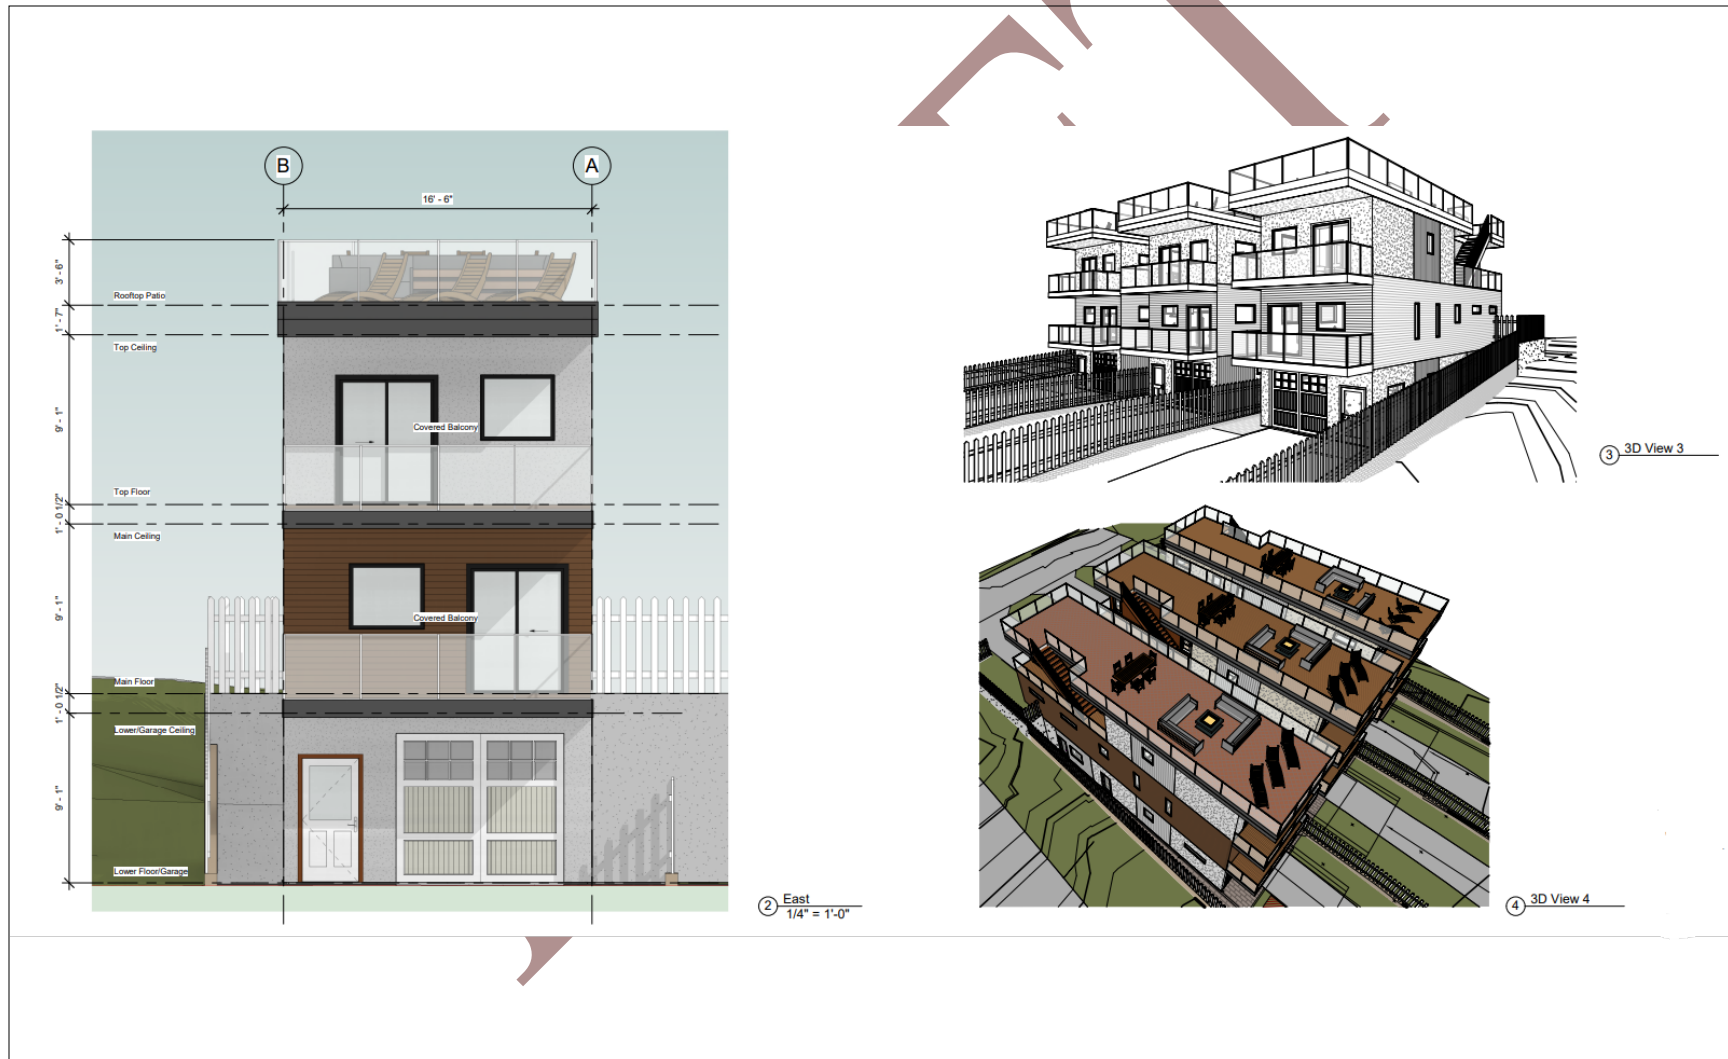 B
A
16' - 6"
3' - 6"
Rooftop Patio
1' - 7"
Top Ceiling
9' - 1"
Covered Balcony
Top Floor
1' - 0 1/2"
Main Ceiling
9' - 1"
Covered Balcony
Main Floor
1' - 0 1/2"
Lower/Garage Ceiling
9' - 1"
Lower Floor/Garage
2 East
1/4" = 1'-0"
3 3D View 3
4 3D View 4